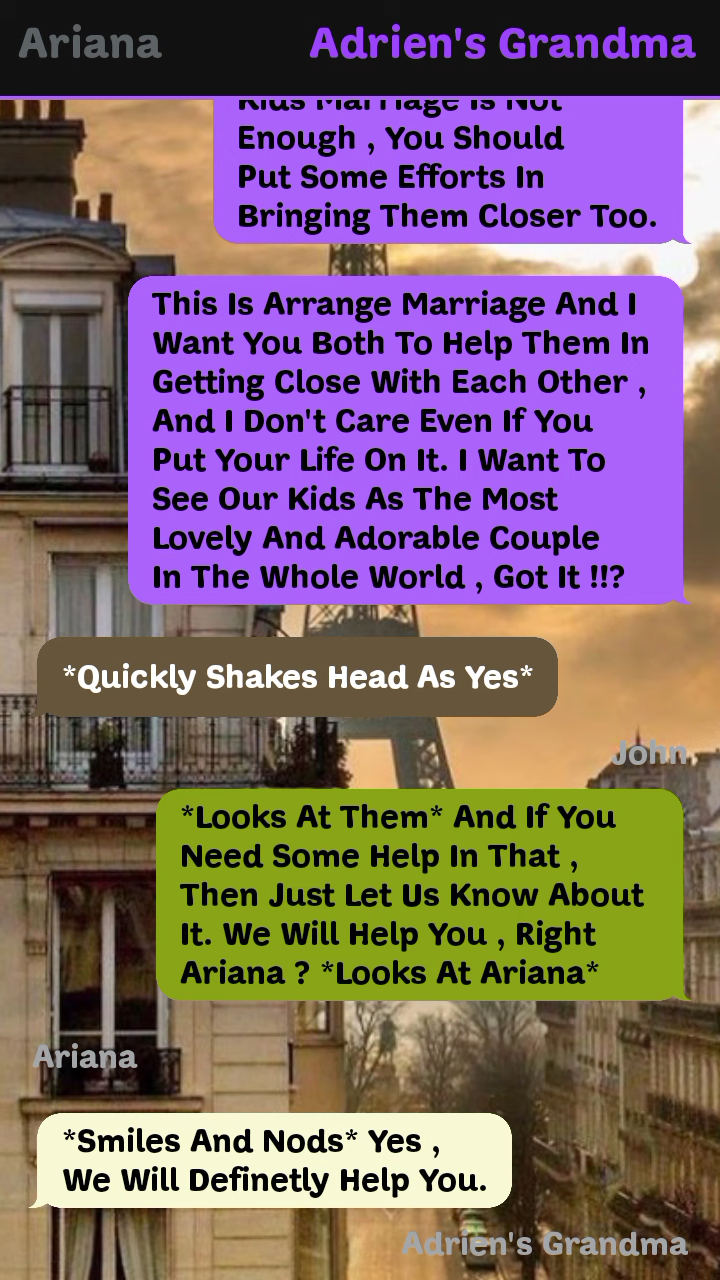 Ariana
Adrien's Grandma
Kids Marriage Is Not
Enough , You Should
Put Some Efforts In
Bringing Them Closer Too.
This Is Arrange Marriage And I
Want You Both To Help Them In
Getting Close With Each Other ,
And I Don't Care Even If You
Put Your Life On It. I Want To
See Our Kids As The Most
Lovely And Adorable Couple
In The Whole World , Got It !!?
*Quickly Shakes Head As Yes*
John
*Looks At Them* And If You
Need Some Help In That ,
Then Just Let Us Know About
It. We Will Help You , Right
Ariana ? *Looks At Ariana*
Ariana
*Smiles And Nods* Yes ,
We Will Definetly Help You.
Adrien's Grandma